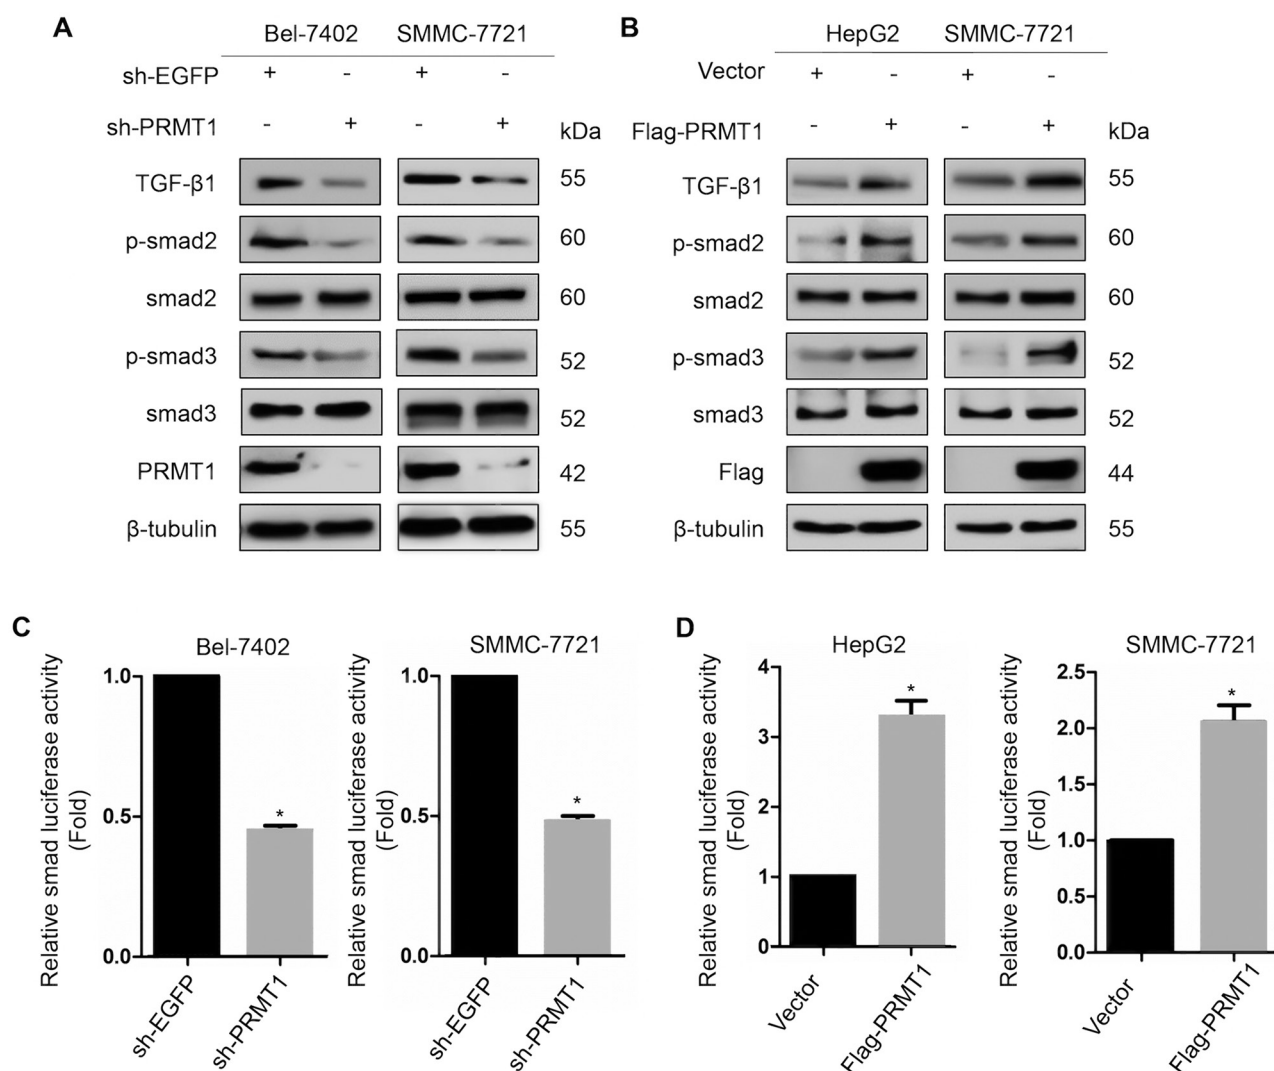 A
Bel-7402 SMMC-7721
sh-EGFP + - + -
sh-PRMT1 - + - + kDa
TGF-β1 55
p-smad2 60
smad2 60
p-smad3 52
smad3 52
PRMT1 42
β-tubulin 55
B
HepG2 SMMC-7721
Vector + - + -
Flag-PRMT1 - + - + kDa
TGF-β1 55
p-smad2 60
smad2 60
p-smad3 52
smad3 52
Flag 44
β-tubulin 55
C
Bel-7402
Relative smad luciferase activity
(Fold)
1.0
0.5
0.0
*
sh-EGFP
sh-PRMT1
SMMC-7721
Relative smad luciferase activity
(Fold)
1.0
0.5
0.0
*
sh-EGFP
sh-PRMT1
D
HepG2
Relative smad luciferase activity
(Fold)
4
3
2
1
0
*
Vector
Flag-PRMT1
SMMC-7721
Relative smad luciferase activity
(Fold)
2.5
2.0
1.5
1.0
0.5
0.0
*
Vector
Flag-PRMT1